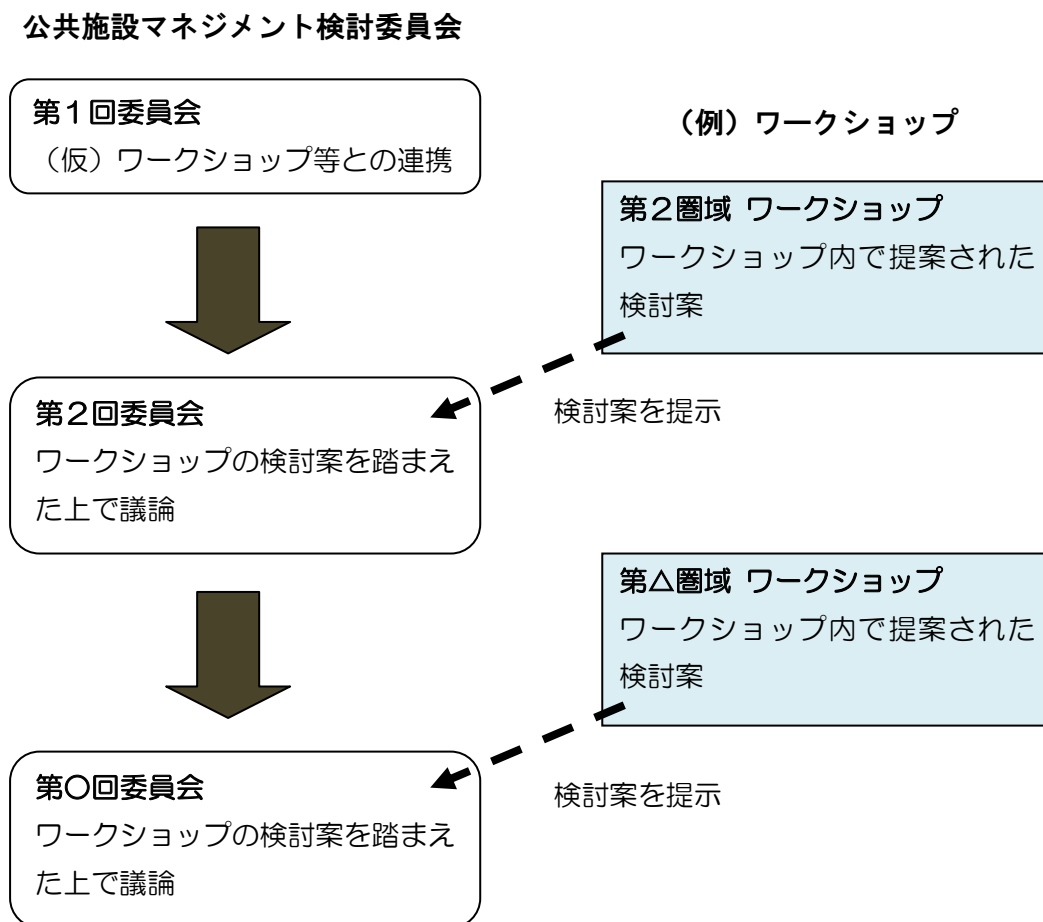 公共施設マネジメント検討委員会
第1回委員会
（仮）ワークショップ等との連携
（例）ワークショップ
第2圏域 ワークショップ
ワークショップ内で提案された
検討案
検討案を提示
第2回委員会
ワークショップの検討案を踏まえ
た上で議論
第△圏域 ワークショップ
ワークショップ内で提案された
検討案
検討案を提示
第〇回委員会
ワークショップの検討案を踏まえ
た上で議論